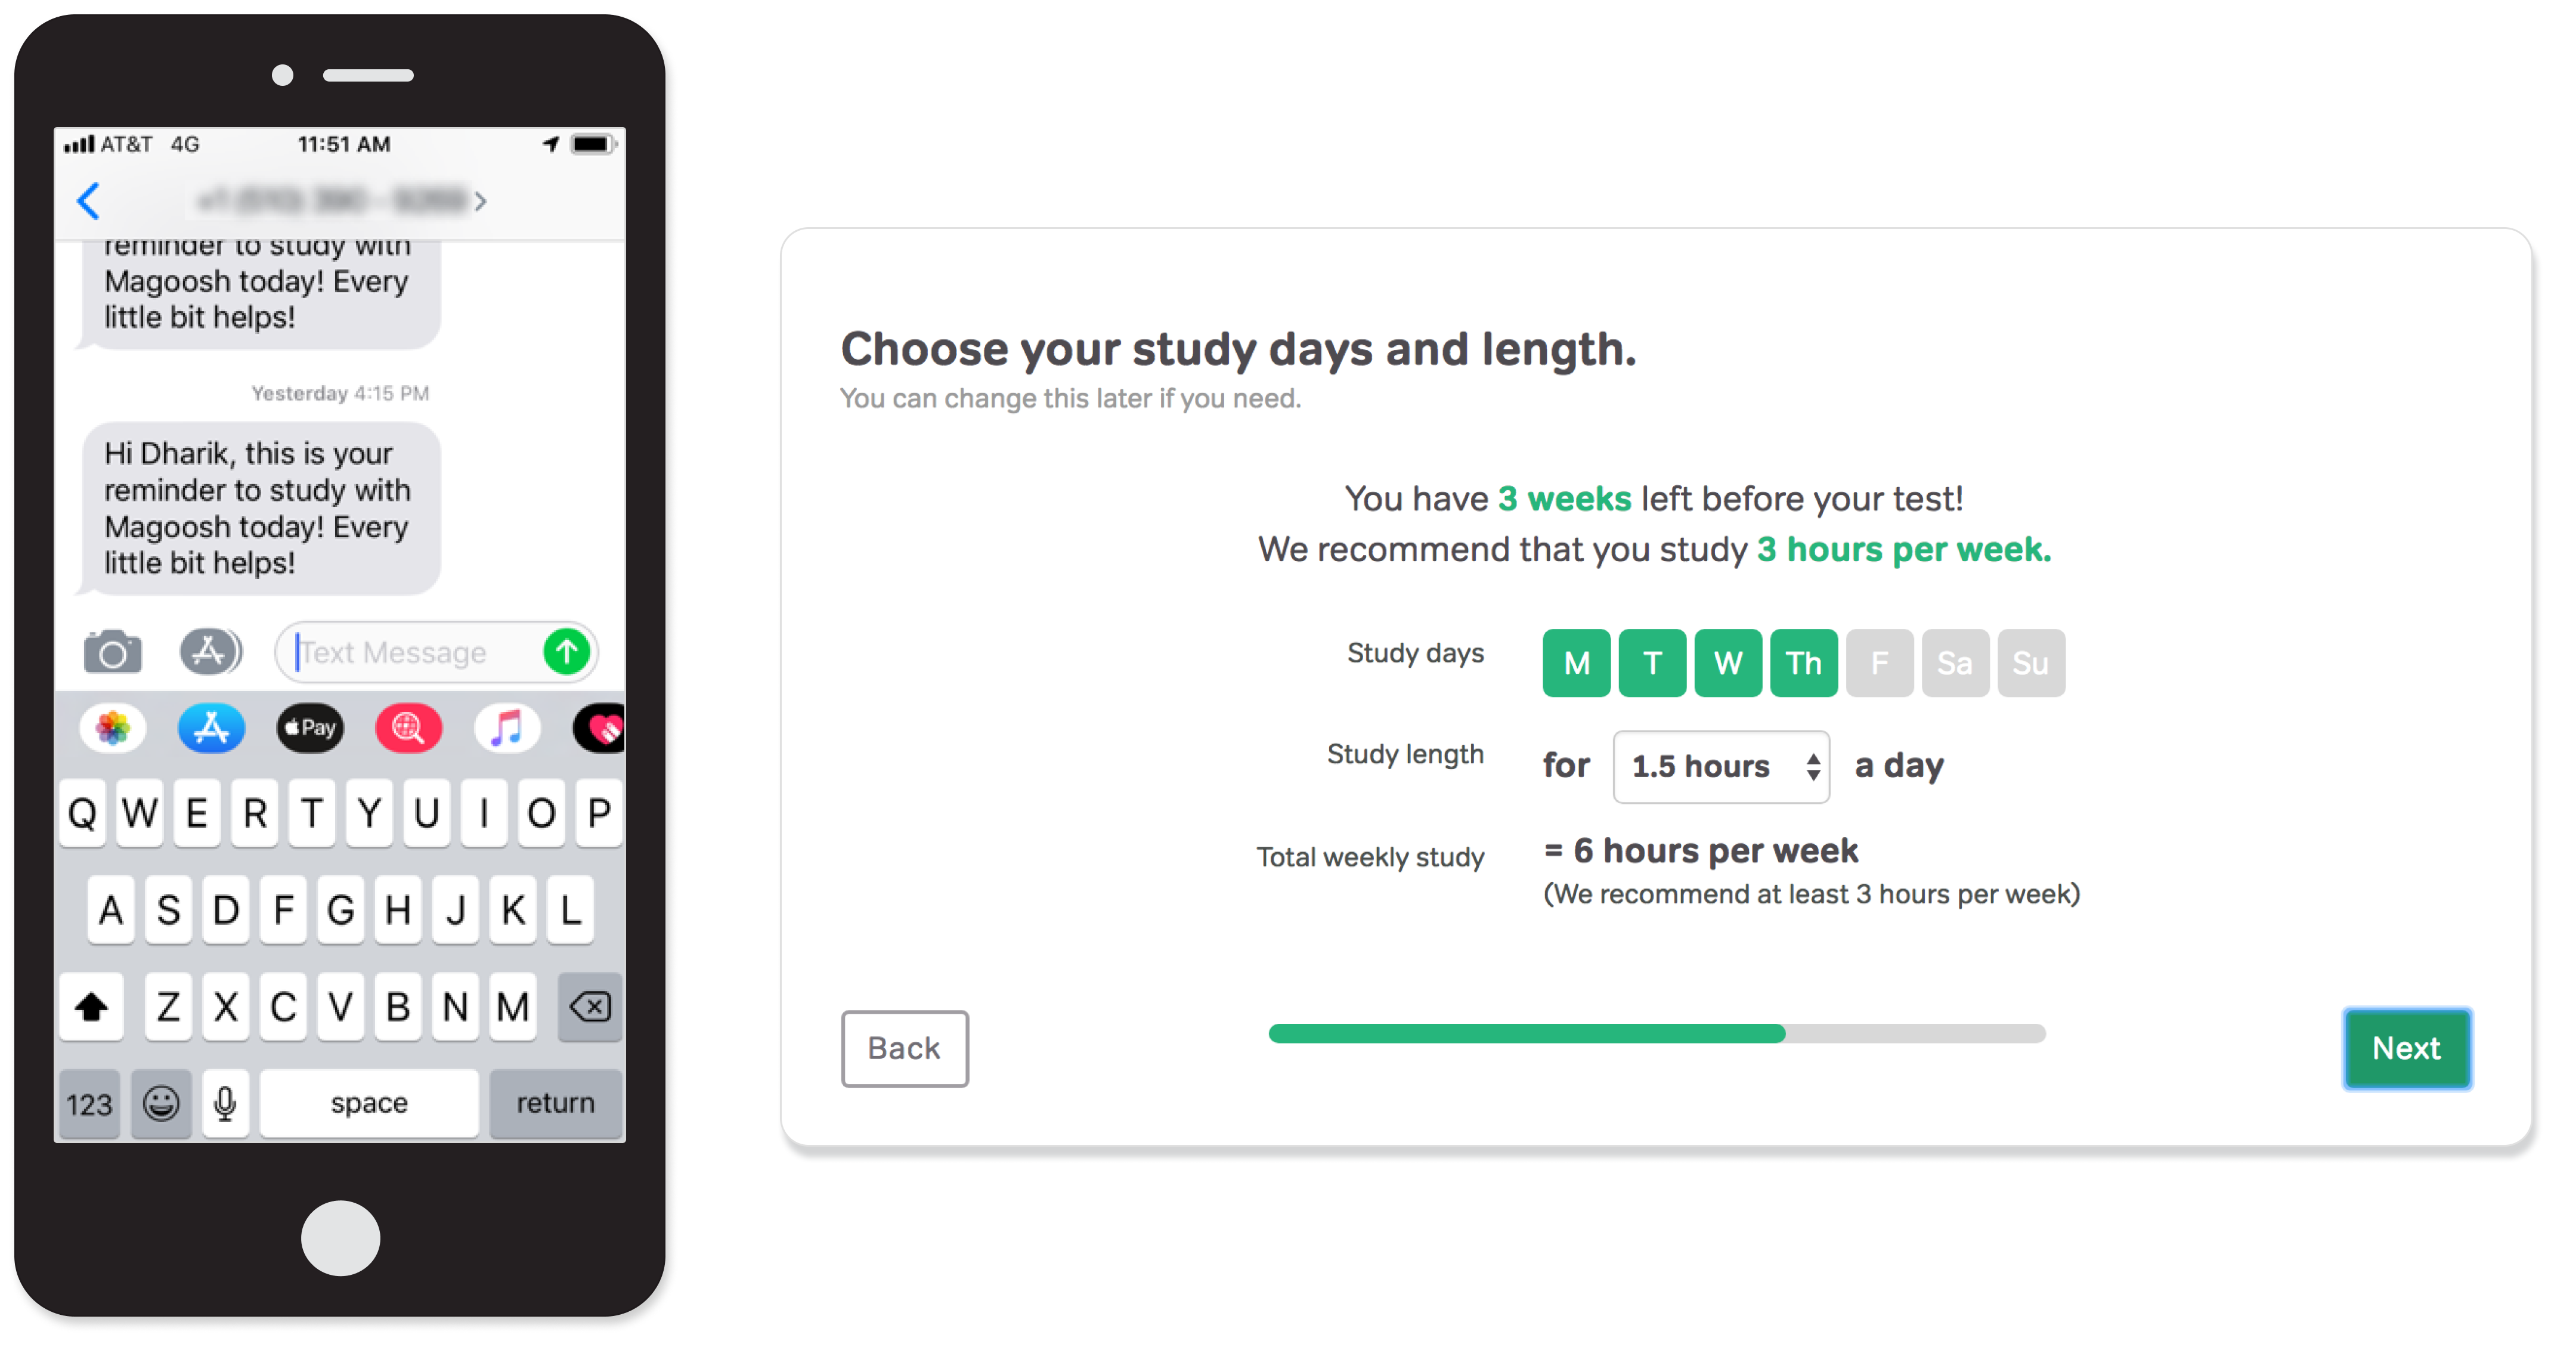 AT&T 4G 11:51 AM
reminder to study with
Magoosh today! Every
little bit helps!
Yesterday 4:15 PM
Hi Dharik, this is your
reminder to study with
Magoosh today! Every
little bit helps!
Text Message
Pay
Q W E R T Y U I O P
A S D F G H J K L
Z X C V B N M
123 space return
Choose your study days and length.
You can change this later if you need.
You have 3 weeks left before your test!
We recommend that you study 3 hours per week.
Study days M T W Th F Sa Su
Study length for 1.5 hours a day
Total weekly study = 6 hours per week
(We recommend at least 3 hours per week)
Back
Next